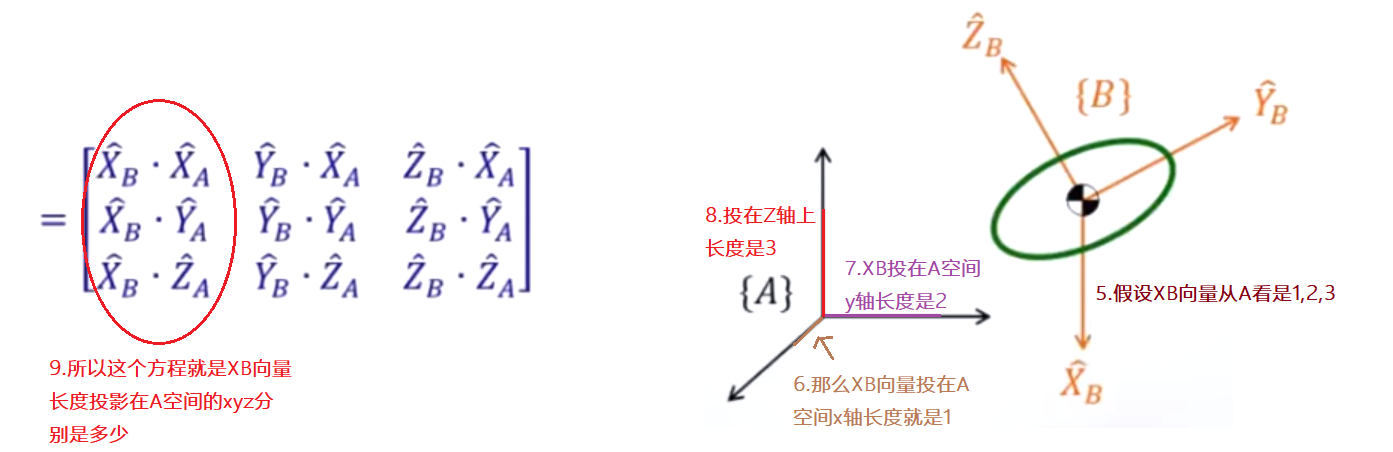 = [ X̂_B · X̂_A  Ŷ_B · X̂_A  Ẑ_B · X̂_A ]
[ X̂_B · Ŷ_A  Ŷ_B · Ŷ_A  Ẑ_B · Ŷ_A ]
[ X̂_B · Ẑ_A  Ŷ_B · Ẑ_A  Ẑ_B · Ẑ_A ]
9.所以这个方程就是XB向量
长度投影在A空间的xyz分
别是多少
8.投在Z轴上
长度是3
{A}
7.XB投在A空间
y轴长度是2
6.那么XB向量投在A
空间x轴长度就是1
Ẑ_B
{B}
Ŷ_B
5.假设XB向量从A看是1,2,3
X̂_B